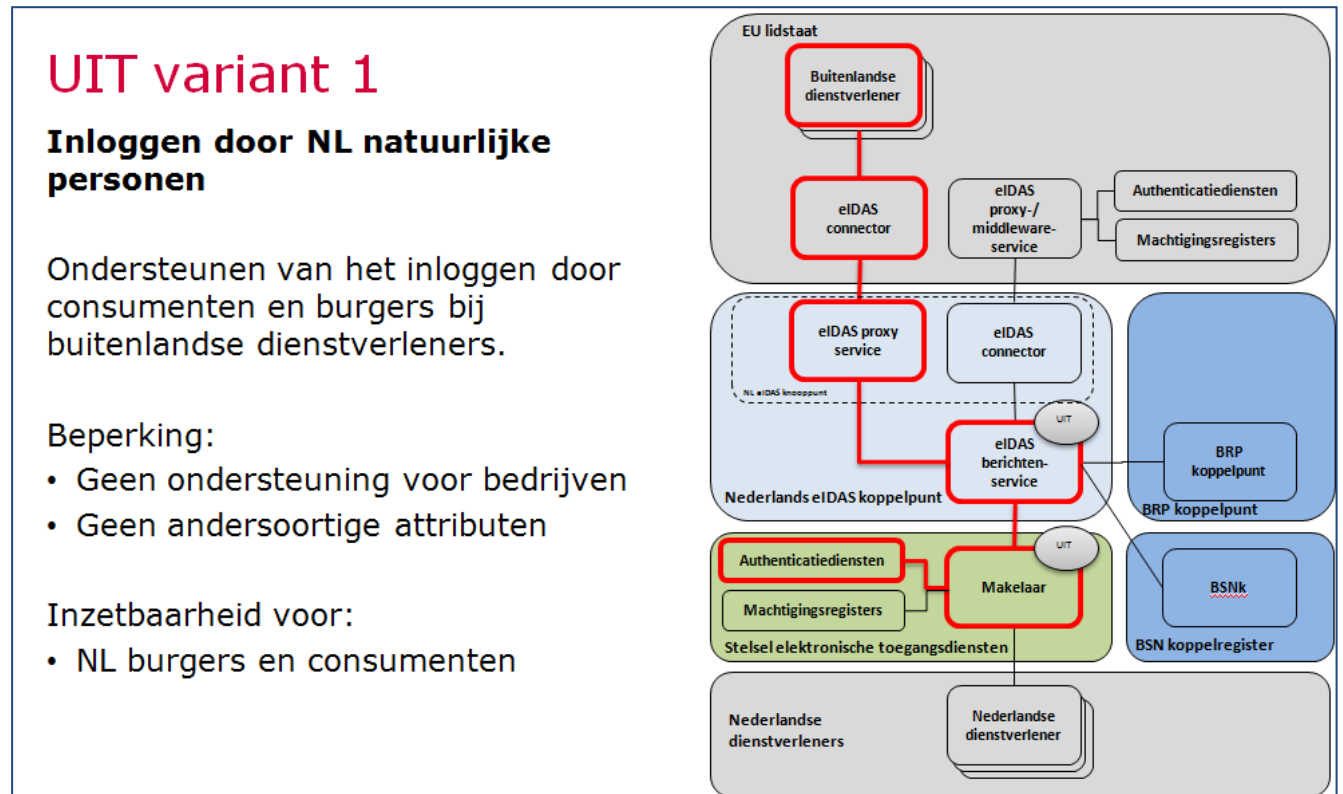 UIT variant 1
Inloggen door NL natuurlijke
personen
Ondersteunen van het inloggen door
consumenten en burgers bij
buitenlandse dienstverleners.
Beperking:
• Geen ondersteuning voor bedrijven
• Geen andersoortige attributen
Inzetbaarheid voor:
• NL burgers en consumenten
EU lidstaat
Buitenlandse
dienstverlener
eIDAS
connector
eIDAS
proxy-/
middleware-
service
Authenticatiediensten
Machtigingsregisters
eIDAS proxy
service
eIDAS
connector
NL eIDAS knooppunt
UIT
eIDAS
berichten-
service
Nederlands eIDAS koppelpunt
BRP
koppelpunt
BRP koppelpunt
Authenticatiediensten
Machtigingsregisters
UIT
Makelaar
Stelsel elektronische toegangsdiensten
BSNk
BSN koppelregister
Nederlandse
dienstverleners
Nederlandse
dienstverlener